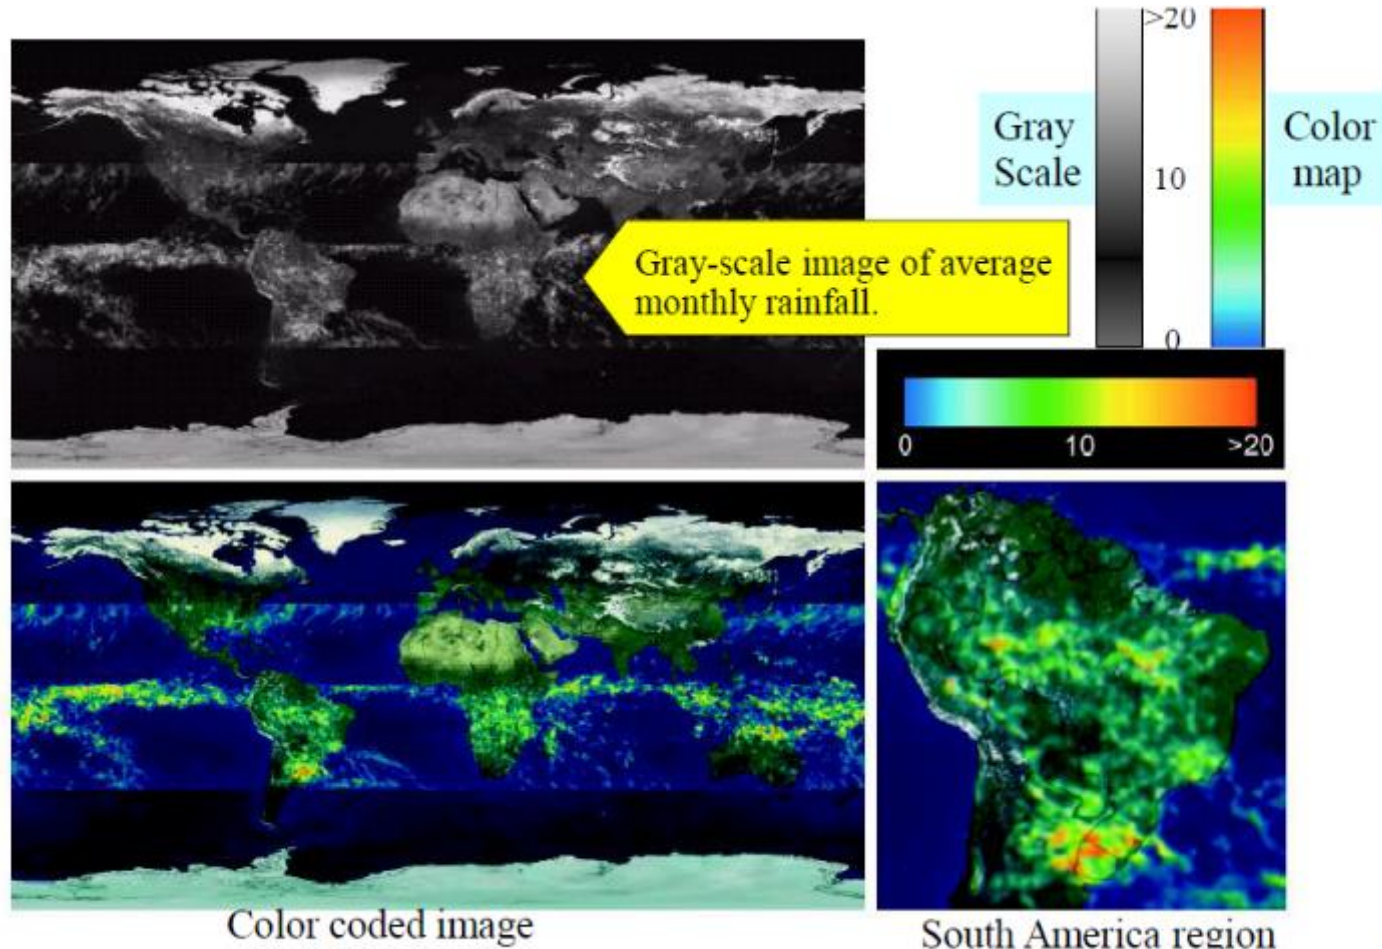 >20
Gray
Scale
10
0
Color
map
Gray-scale image of average
monthly rainfall.
0 10 >20
Color coded image
South America region